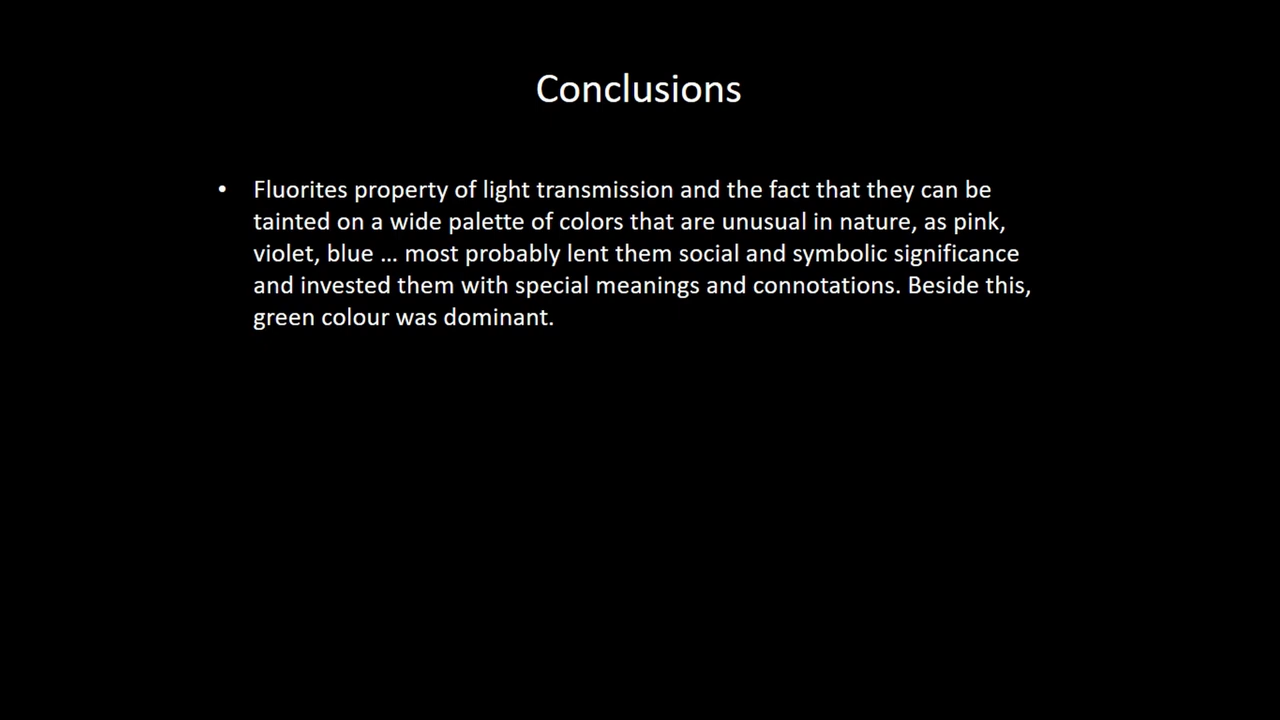 Conclusions
• Fluorites property of light transmission and the fact that they can be
tainted on a wide palette of colors that are unusual in nature, as pink,
violet, blue … most probably lent them social and symbolic significance
and invested them with special meanings and connotations. Beside this,
green colour was dominant.